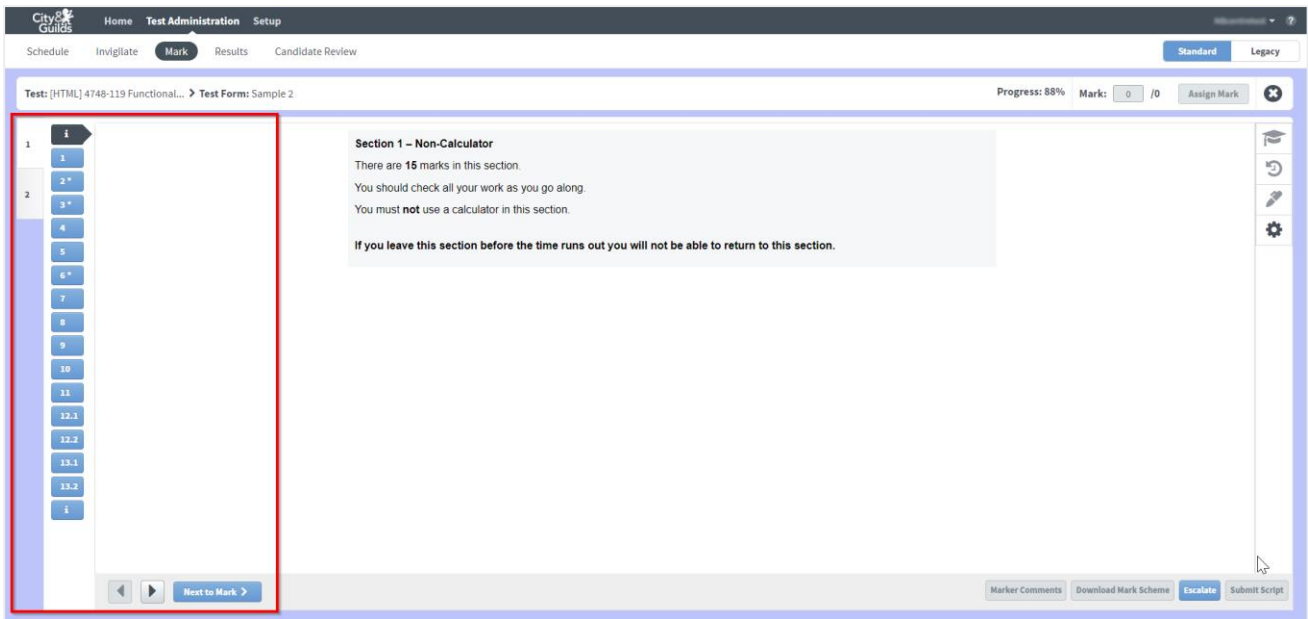 City& Guilds Home Test Administration Setup ?
Schedule Invigilate Mark Results Candidate Review Standard Legacy
Test: [HTML] 4748-119 Functional... > Test Form: Sample 2 Progress: 88% Mark: 0 /0 Assign Mark
1
2
i
1
2*
3*
4
5
6*
7
8
9
10
11
12.1
12.2
13.1
13.2
i
Section 1 – Non-Calculator
There are 15 marks in this section.
You should check all your work as you go along.
You must not use a calculator in this section.
If you leave this section before the time runs out you will not be able to return to this section.
Next to Mark > Marker Comments Download Mark Scheme Escalate Submit Script